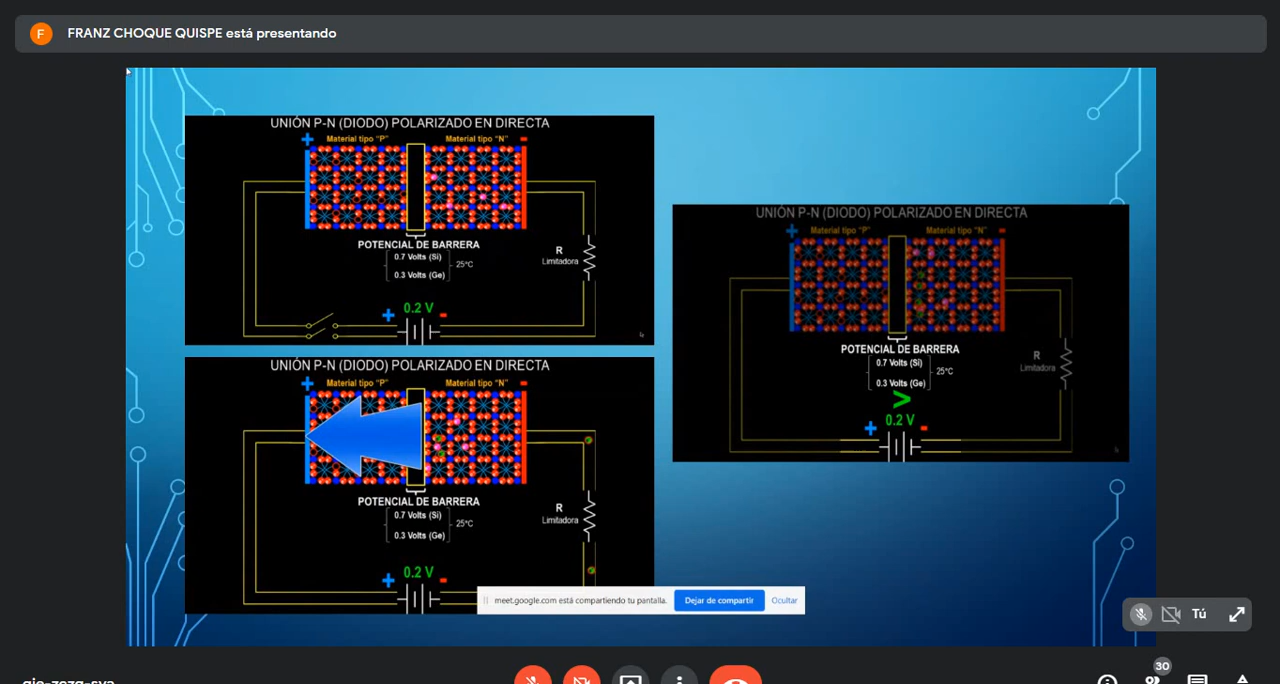 F
FRANZ CHOQUE QUISPE está presentando
UNIÓN P-N (DIODO) POLARIZADO EN DIRECTA
+ Material tipo "P" Material tipo "N" -
POTENCIAL DE BARRERA
0.7 Volts (Si)
0.3 Volts (Ge)
25°C
R
Limitadora
0.2 V
+ -
UNIÓN P-N (DIODO) POLARIZADO EN DIRECTA
+ Material tipo "P" Material tipo "N" -
POTENCIAL DE BARRERA
0.7 Volts (Si)
0.3 Volts (Ge)
25°C
R
Limitadora
0.2 V
+ -
UNIÓN P-N (DIODO) POLARIZADO EN DIRECTA
+ Material tipo "P" Material tipo "N" -
POTENCIAL DE BARRERA
0.7 Volts (Si)
0.3 Volts (Ge)
25°C
R
Limitadora
>
0.2 V
+ -
meet.google.com está compartiendo tu pantalla. Dejar de compartir Ocultar
Tú
30